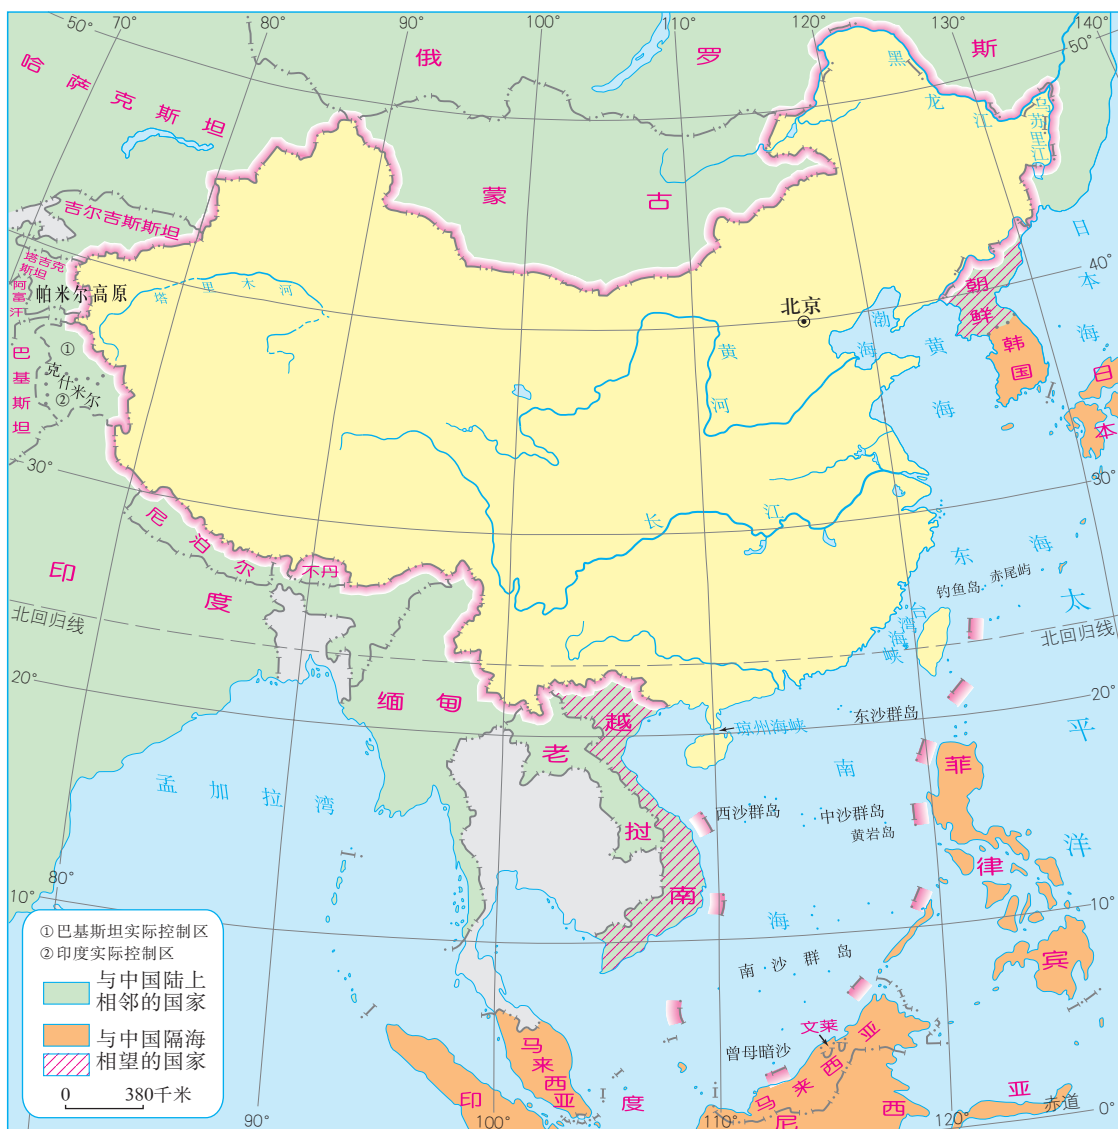 50° 70° 80° 90° 100° 110° 120° 130° 140°
50°
俄罗斯
哈萨克斯坦
黑龙江
乌苏里江
蒙古
吉尔吉斯斯坦
塔吉克
斯坦
阿富汗
帕米尔高原
塔里木河
日本海
40°
朝鲜
北京
渤海
黄海
韩国
日本
①
克什米尔
②
巴基斯坦
黄河
30°
30°
长江
东海
尼泊尔
不丹
印度
钓鱼岛
赤尾屿
太平洋
台湾海峡
北回归线
北回归线
20°
20°
缅甸
越南
老挝
琼州海峡
东沙群岛
南海
菲律宾
孟加拉湾
西沙群岛
中沙群岛
黄岩岛
80°
10°
10°
南沙群岛
文莱
曾母暗沙
马来西亚
马来西亚
印度尼西亚
赤道
0°
90° 100° 110° 120°
①巴基斯坦实际控制区
②印度实际控制区
与中国陆上
相邻的国家
与中国隔海
相望的国家
0 380千米